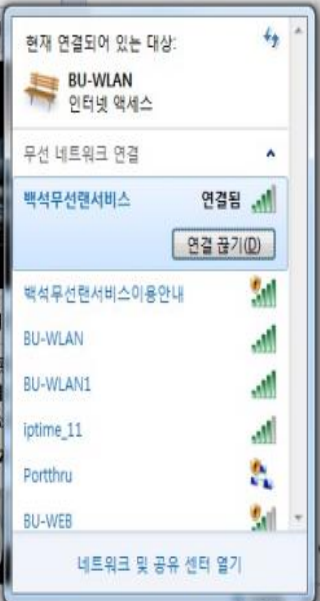 현재 연결되어 있는 대상:
BU-WLAN
인터넷 액세스
무선 네트워크 연결
백석무선랜서비스 연결됨
연결 끊기(D)
백석무선랜서비스이용안내
BU-WLAN
BU-WLAN1
iptime_11
Portthru
BU-WEB
네트워크 및 공유 센터 열기